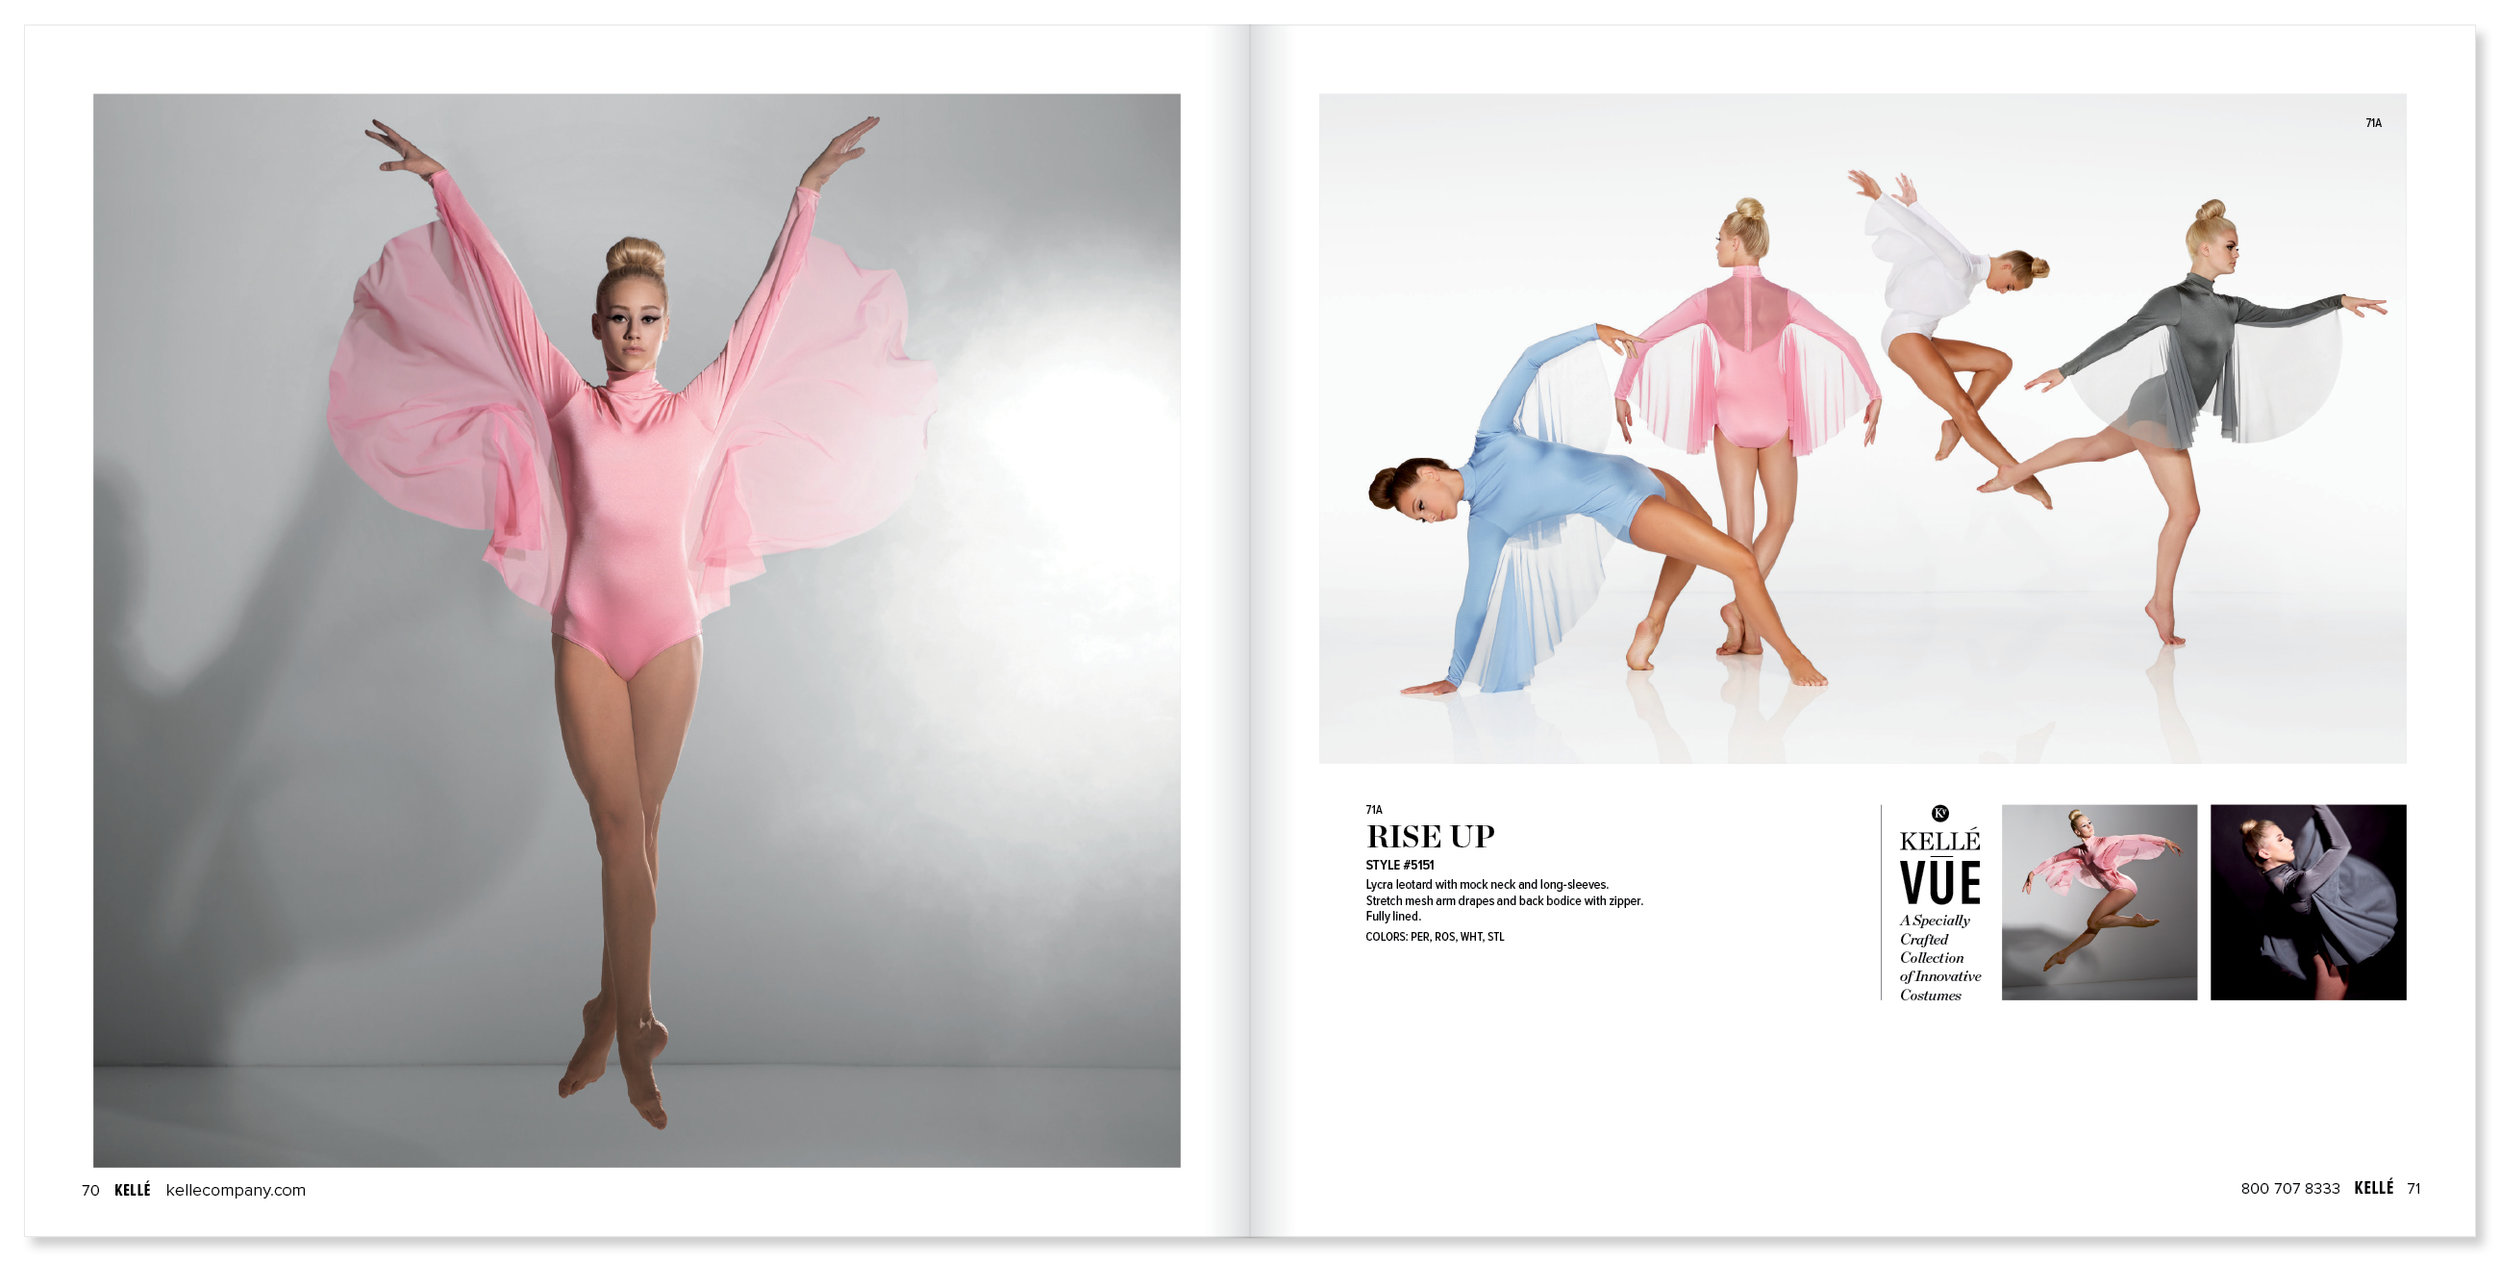 70 KELLÉ kellecompany.com
71A
71A
RISE UP
STYLE #5151
Lycra leotard with mock neck and long-sleeves.
Stretch mesh arm drapes and back bodice with zipper.
Fully lined.
COLORS: PER, ROS, WHT, STL
KV
KELLÉ
VUE
A Specially
Crafted
Collection
of Innovative
Costumes
800 707 8333 KELLÉ 71